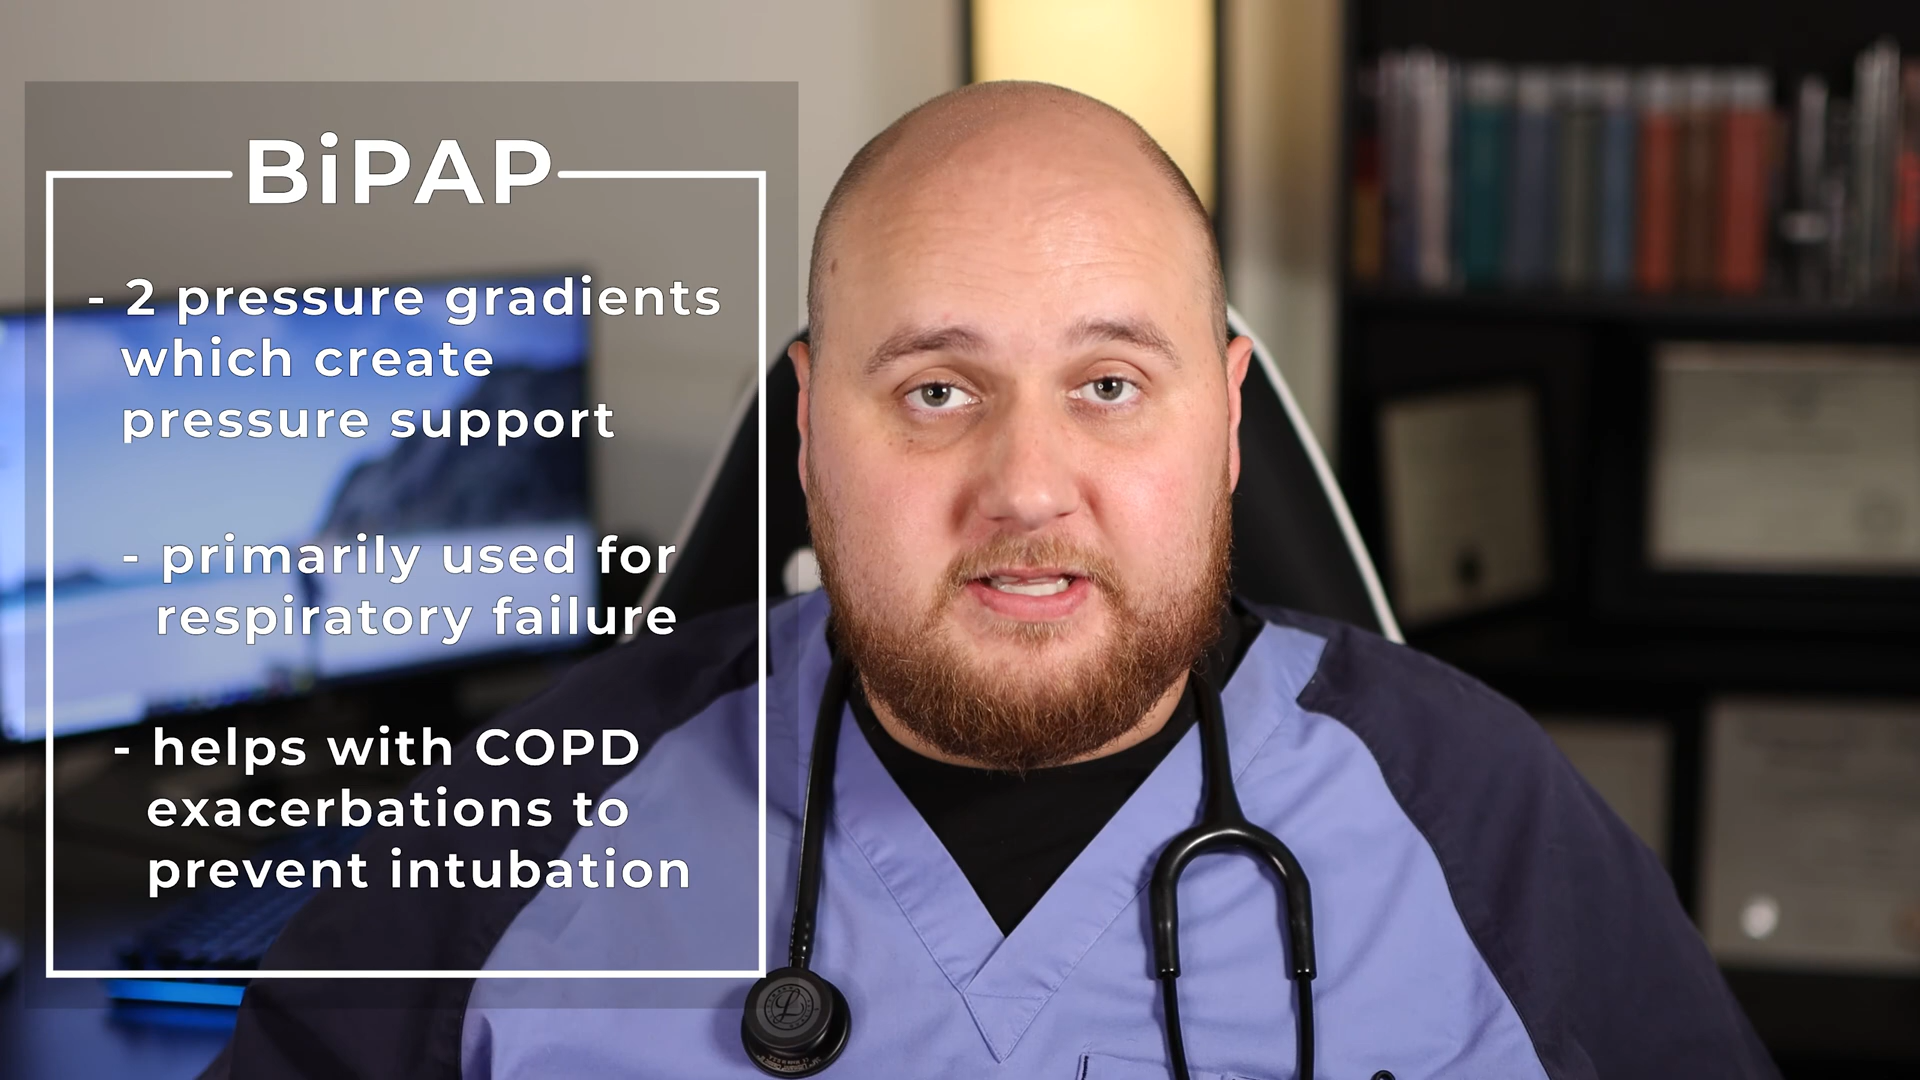 BiPAP
- 2 pressure gradients
which create
pressure support
- primarily used for
respiratory failure
- helps with COPD
exacerbations to
prevent intubation